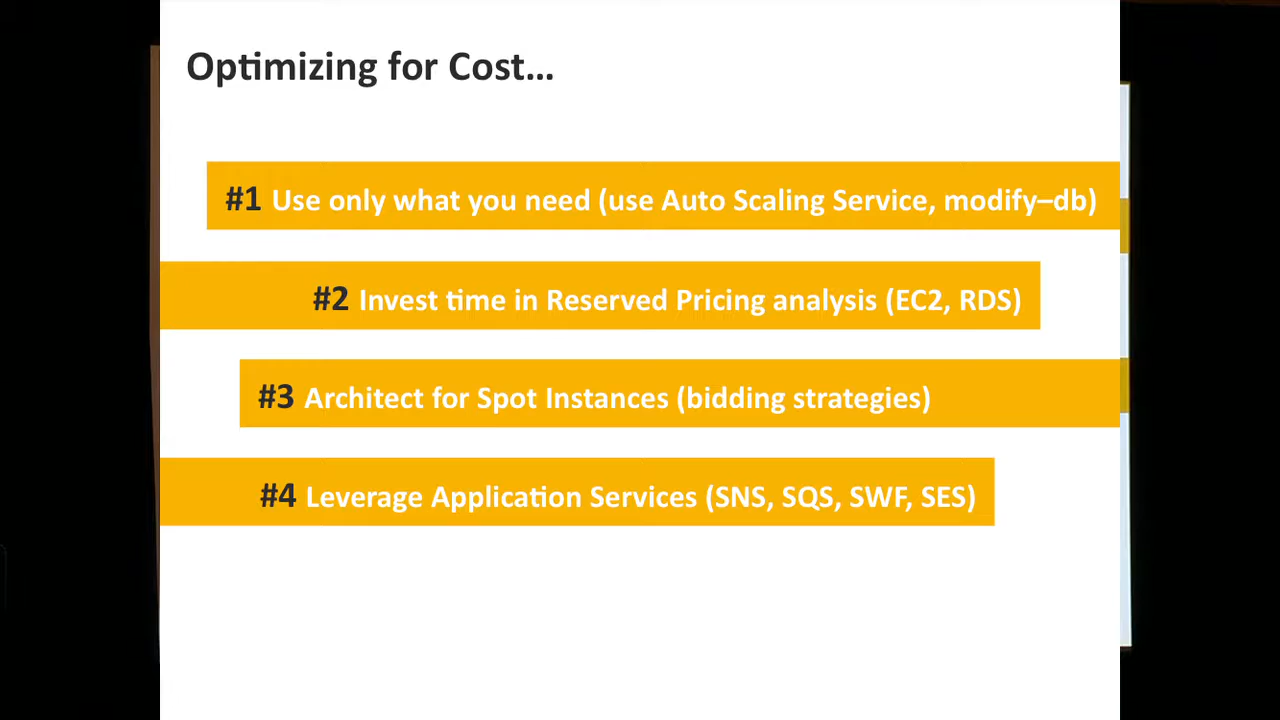 Optimizing for Cost...
#1 Use only what you need (use Auto Scaling Service, modify–db)
#2 Invest time in Reserved Pricing analysis (EC2, RDS)
#3 Architect for Spot Instances (bidding strategies)
#4 Leverage Application Services (SNS, SQS, SWF, SES)